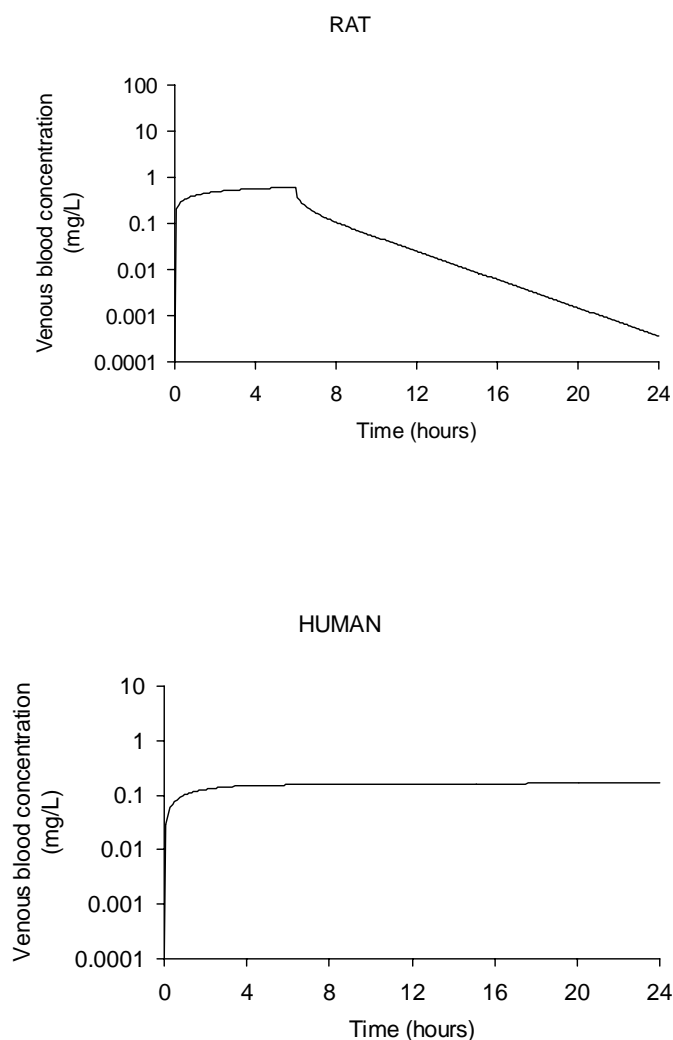 RAT
Venous blood concentration
(mg/L)
100
10
1
0.1
0.01
0.001
0.0001
0 4 8 12 16 20 24
Time (hours)
HUMAN
Venous blood concentration
(mg/L)
10
1
0.1
0.01
0.001
0.0001
0 4 8 12 16 20 24
Time (hours)